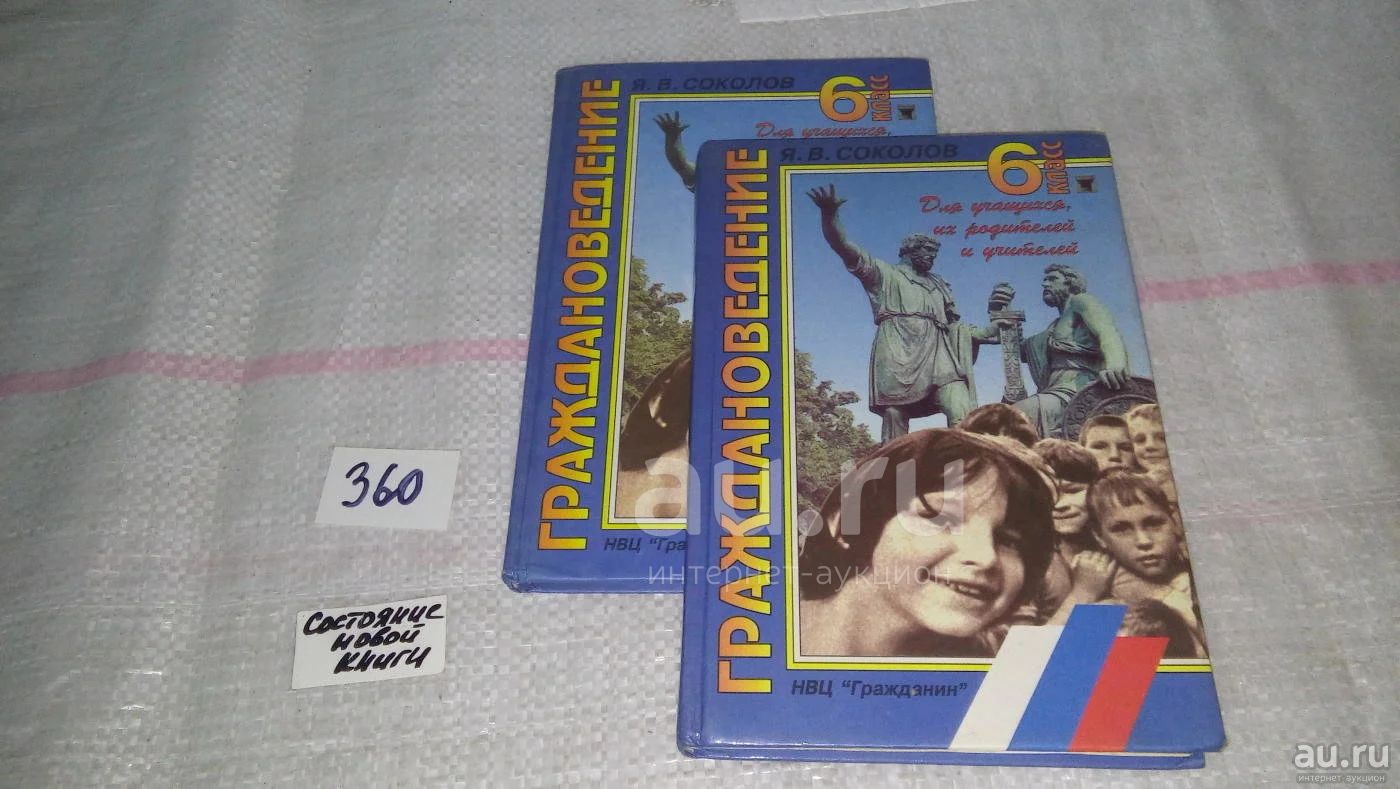 Я. В. СОКОЛОВ
6
класс
Для учащихся,
ГРАЖДАНОВЕДЕНИЕ
НВЦ "Гра
Я. В. СОКОЛОВ
6
класс
Для учащихся,
их родителей
и учителей
ГРАЖДАНОВЕДЕНИЕ
НВЦ "Гражданин"
360
Состояние
новой
книги
au.ru
интернет-аукцион
au.ru
интернет-аукцион